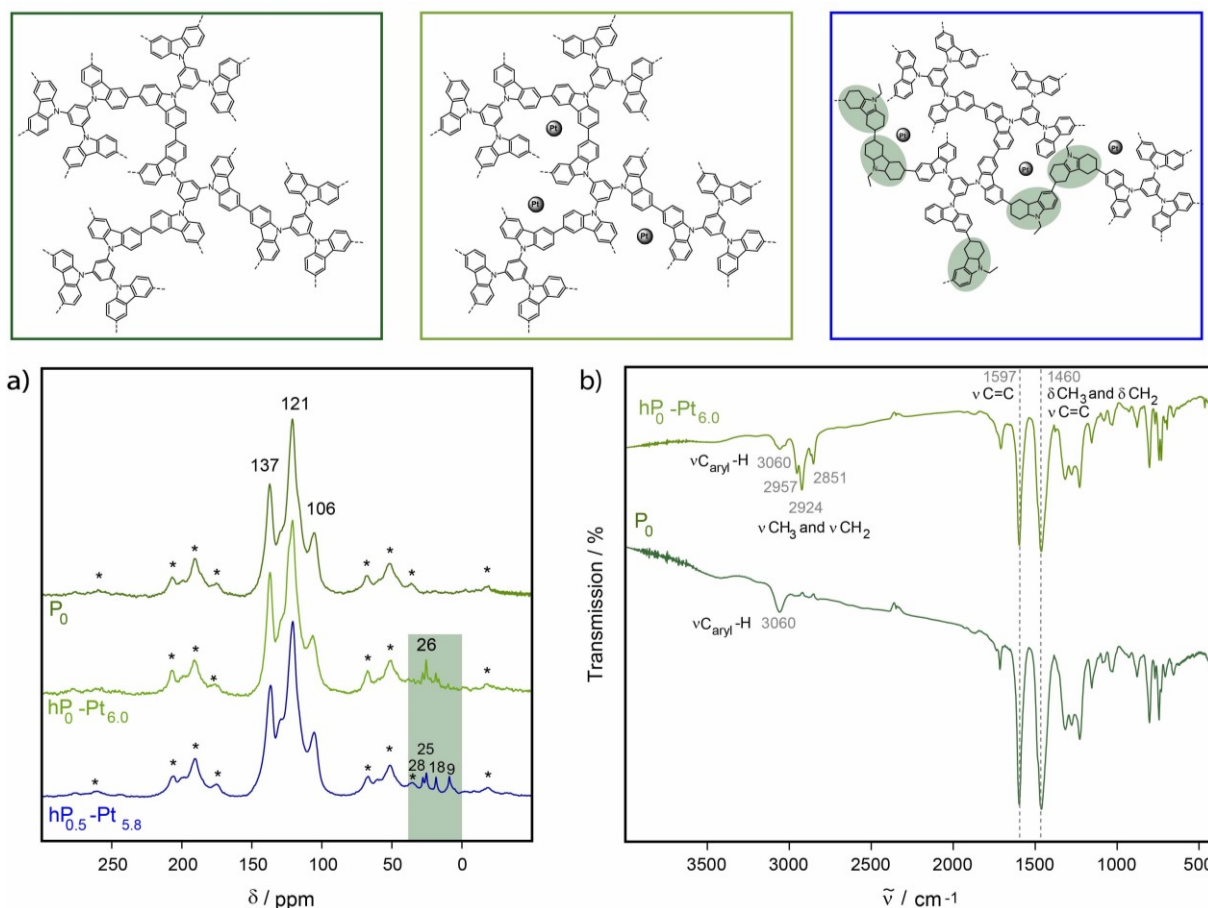 N N N N N N N N N N N N N N N N
Pt
Pt
Pt
Pt
Pt
Pt
a)
137
121
106
* * * * * * * *
P0
* * * * * *
26
*
hP0-Pt6.0
* * * * * *
25
28 18 9
* *
hP0.5-Pt5.8
250 200 150 100 50 0
δ / ppm
b)
1597
νC=C
1460
δCH3 and δCH2
νC=C
hP0-Pt6.0
νCaryl-H
3060
2957
2924
2851
νCH3 and νCH2
P0
νCaryl-H 3060
Transmission / %
3500 3000 2500 2000 1500 1000 500
ṽ / cm-1